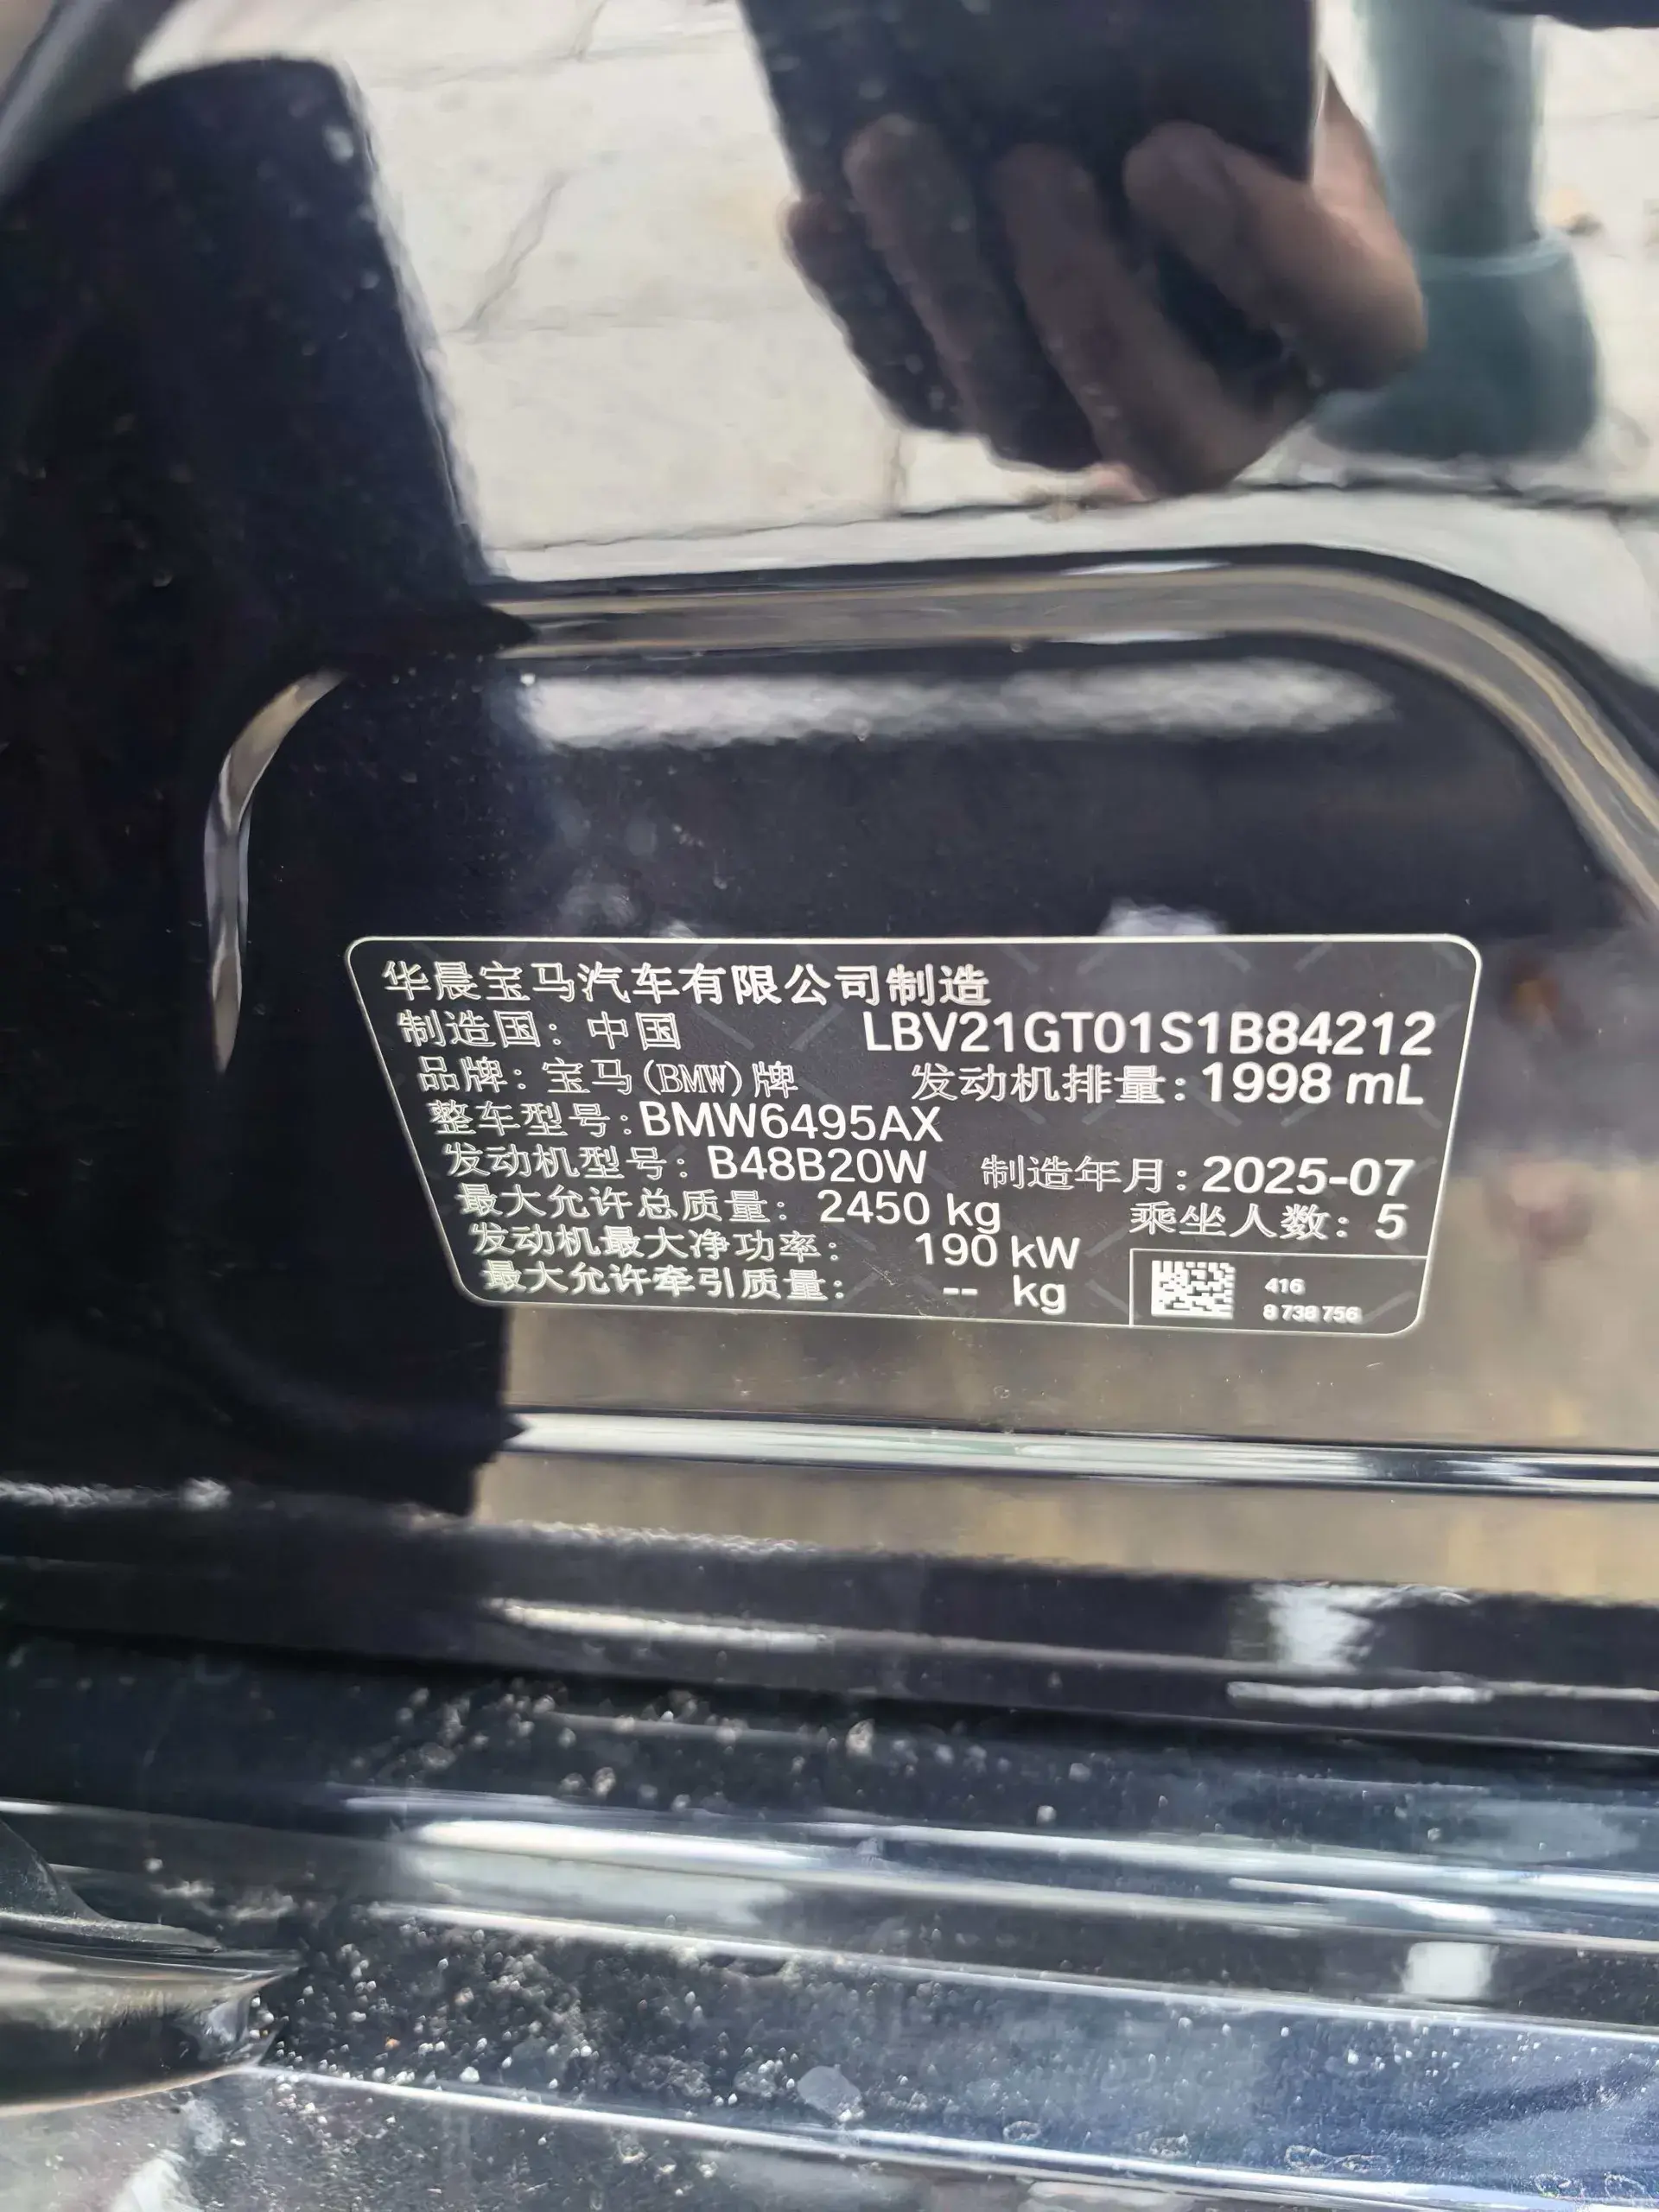 华晨宝马汽车有限公司制造
制造国：中国 LBV21GT01S1B84212
品牌：宝马(BMW)牌 发动机排量：1998 mL
整车型号：BMW6495AX
发动机型号：B48B20W 制造年月：2025-07
最大允许总质量：2450 kg 乘坐人数：5
发动机最大净功率：190 kW
最大允许牵引质量：-- kg
416
8 738 756